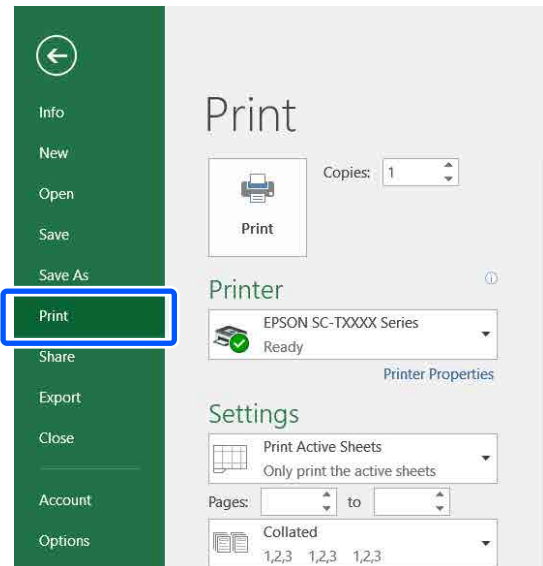 Info
New
Open
Save
Save As
Print
Share
Export
Close
Account
Options
Print
Copies: 1
Print
Printer
EPSON SC-TXXXX Series
Ready
Printer Properties
Settings
Print Active Sheets
Only print the active sheets
Pages: to
Collated
1,2,3 1,2,3 1,2,3